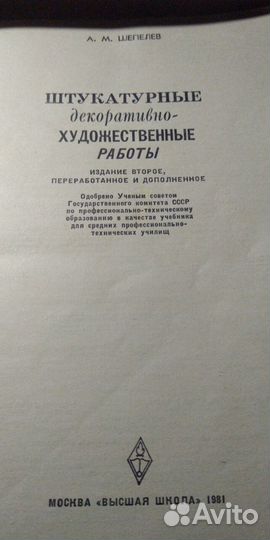 А. М. ШЕПЕЛЕВ
ШТУКАТУРНЫЕ
декоративно-
ХУДОЖЕСТВЕННЫЕ
РАБОТЫ
ИЗДАНИЕ ВТОРОЕ,
ПЕРЕРАБОТАННОЕ И ДОПОЛНЕННОЕ
Одобрено Ученым советом
Государственного комитета СССР
по профессионально-техническому
образованию в качестве учебника
для средних профессионально-
технических училищ
МОСКВА «ВЫСШАЯ ШКОЛА» 1981
Avito